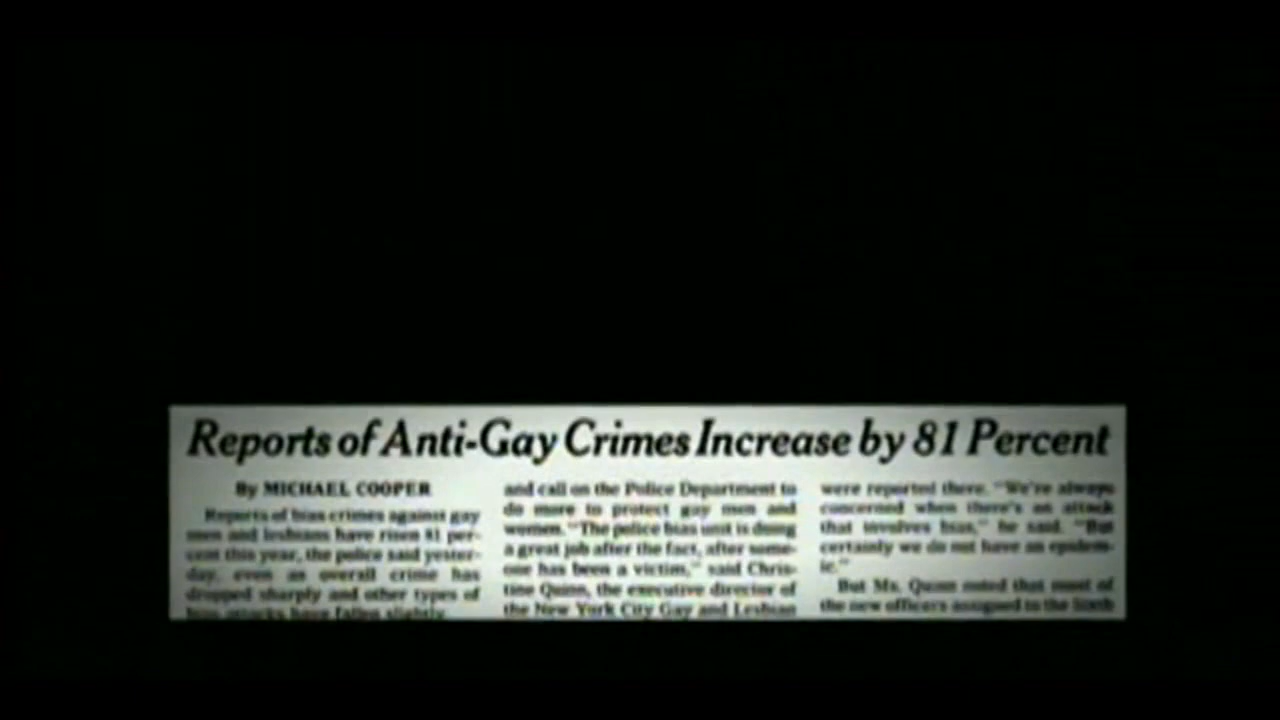 Reports of Anti-Gay Crimes Increase by 81 Percent
By MICHAEL COOPER
Reports of bias crimes against gay
men and lesbians have risen 81 per-
cent this year, the police said yester-
day, even as overall crime has
dropped sharply and other types of
bias attacks have fallen slightly
and call on the Police Department to
do more to protect gay men and
women. "The police bias unit is doing
a great job after the fact, after some-
one has been a victim," said Chris-
tine Quinn, the executive director of
the New York City Gay and Lesbian
were reported there. "We're always
concerned when there's an attack
that involves bias," he said. "But
certainly we do not have an epidem-
ic."
But Ms. Quinn noted that most of
the new officers assigned to the Sixth